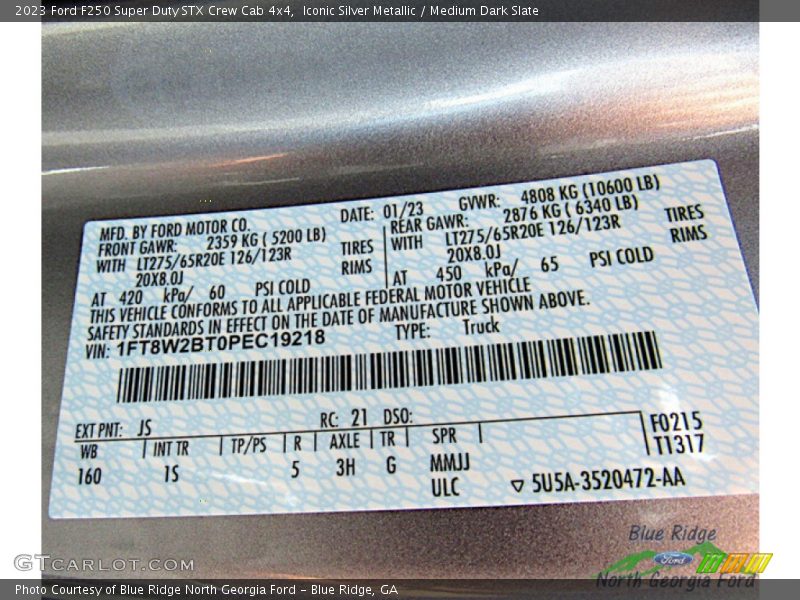 2023 Ford F250 Super Duty STX Crew Cab 4x4,  Iconic Silver Metallic / Medium Dark Slate
MFD. BY FORD MOTOR CO. DATE: 01/23 GVWR: 4808 KG (10600 LB)
FRONT GAWR: 2359 KG ( 5200 LB) REAR GAWR: 2876 KG ( 6340 LB)
WITH LT275/65R20E 126/123R TIRES WITH LT275/65R20E 126/123R TIRES
20X8.0J RIMS 20X8.0J RIMS
AT 420 kPa/ 60 PSI COLD AT 450 kPa/ 65 PSI COLD
THIS VEHICLE CONFORMS TO ALL APPLICABLE FEDERAL MOTOR VEHICLE
SAFETY STANDARDS IN EFFECT ON THE DATE OF MANUFACTURE SHOWN ABOVE.
VIN: 1FT8W2BT0PEC19218 TYPE: Truck
EXT PNT: JS RC: 21 DSO: F0215
WB INT TR TP/PS R AXLE TR SPR T1317
160 1S 5 3H G MMJJ
ULC 5U5A-3520472-AA
Blue Ridge
Ford
North Georgia Ford
GTCARLOT.COM
Photo Courtesy of Blue Ridge North Georgia Ford – Blue Ridge, GA